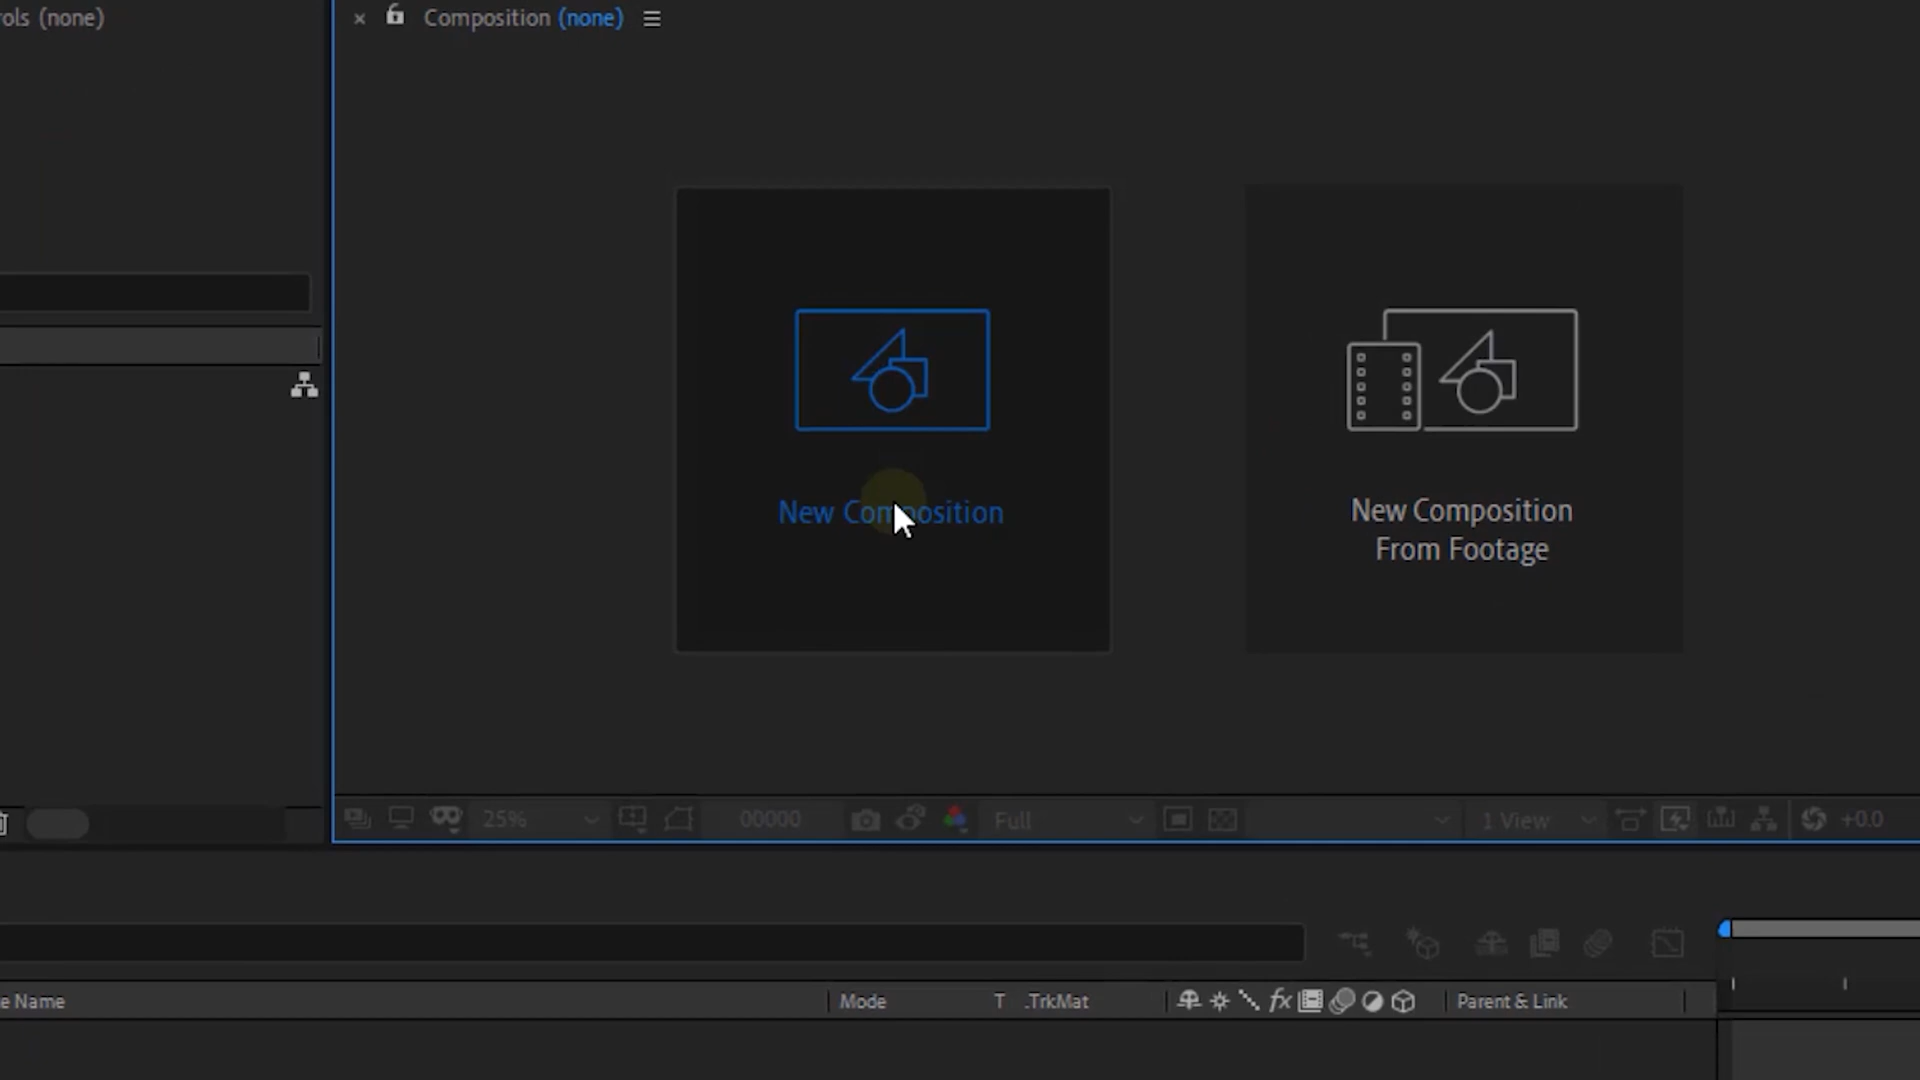 ols (none)
Composition (none)
New Composition
New Composition
From Footage
25%
00000
Full
1 View
+0.0
e Name
Mode
T
.TrkMat
fx
Parent & Link